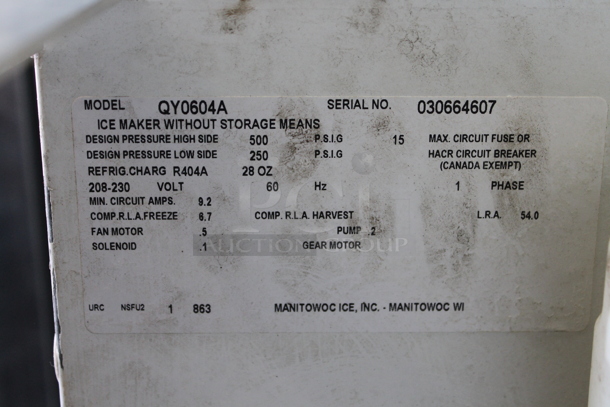 MODEL QY0604A SERIAL NO. 030664607
ICE MAKER WITHOUT STORAGE MEANS
DESIGN PRESSURE HIGH SIDE 500 P.S.I.G 15 MAX. CIRCUIT FUSE OR
DESIGN PRESSURE LOW SIDE 250 P.S.I.G HACR CIRCUIT BREAKER
REFRIG.CHARG R404A 28 OZ (CANADA EXEMPT)
208-230 VOLT 60 Hz 1 PHASE
MIN. CIRCUIT AMPS. 9.2
COMP.R.L.A.FREEZE 6.7 COMP. R.L.A. HARVEST L.R.A. 54.0
FAN MOTOR .5 PUMP .2
SOLENOID .1 GEAR MOTOR
PCI
AUCTION GROUP
URC NSFU2 1 863 MANITOWOC ICE, INC. - MANITOWOC WI